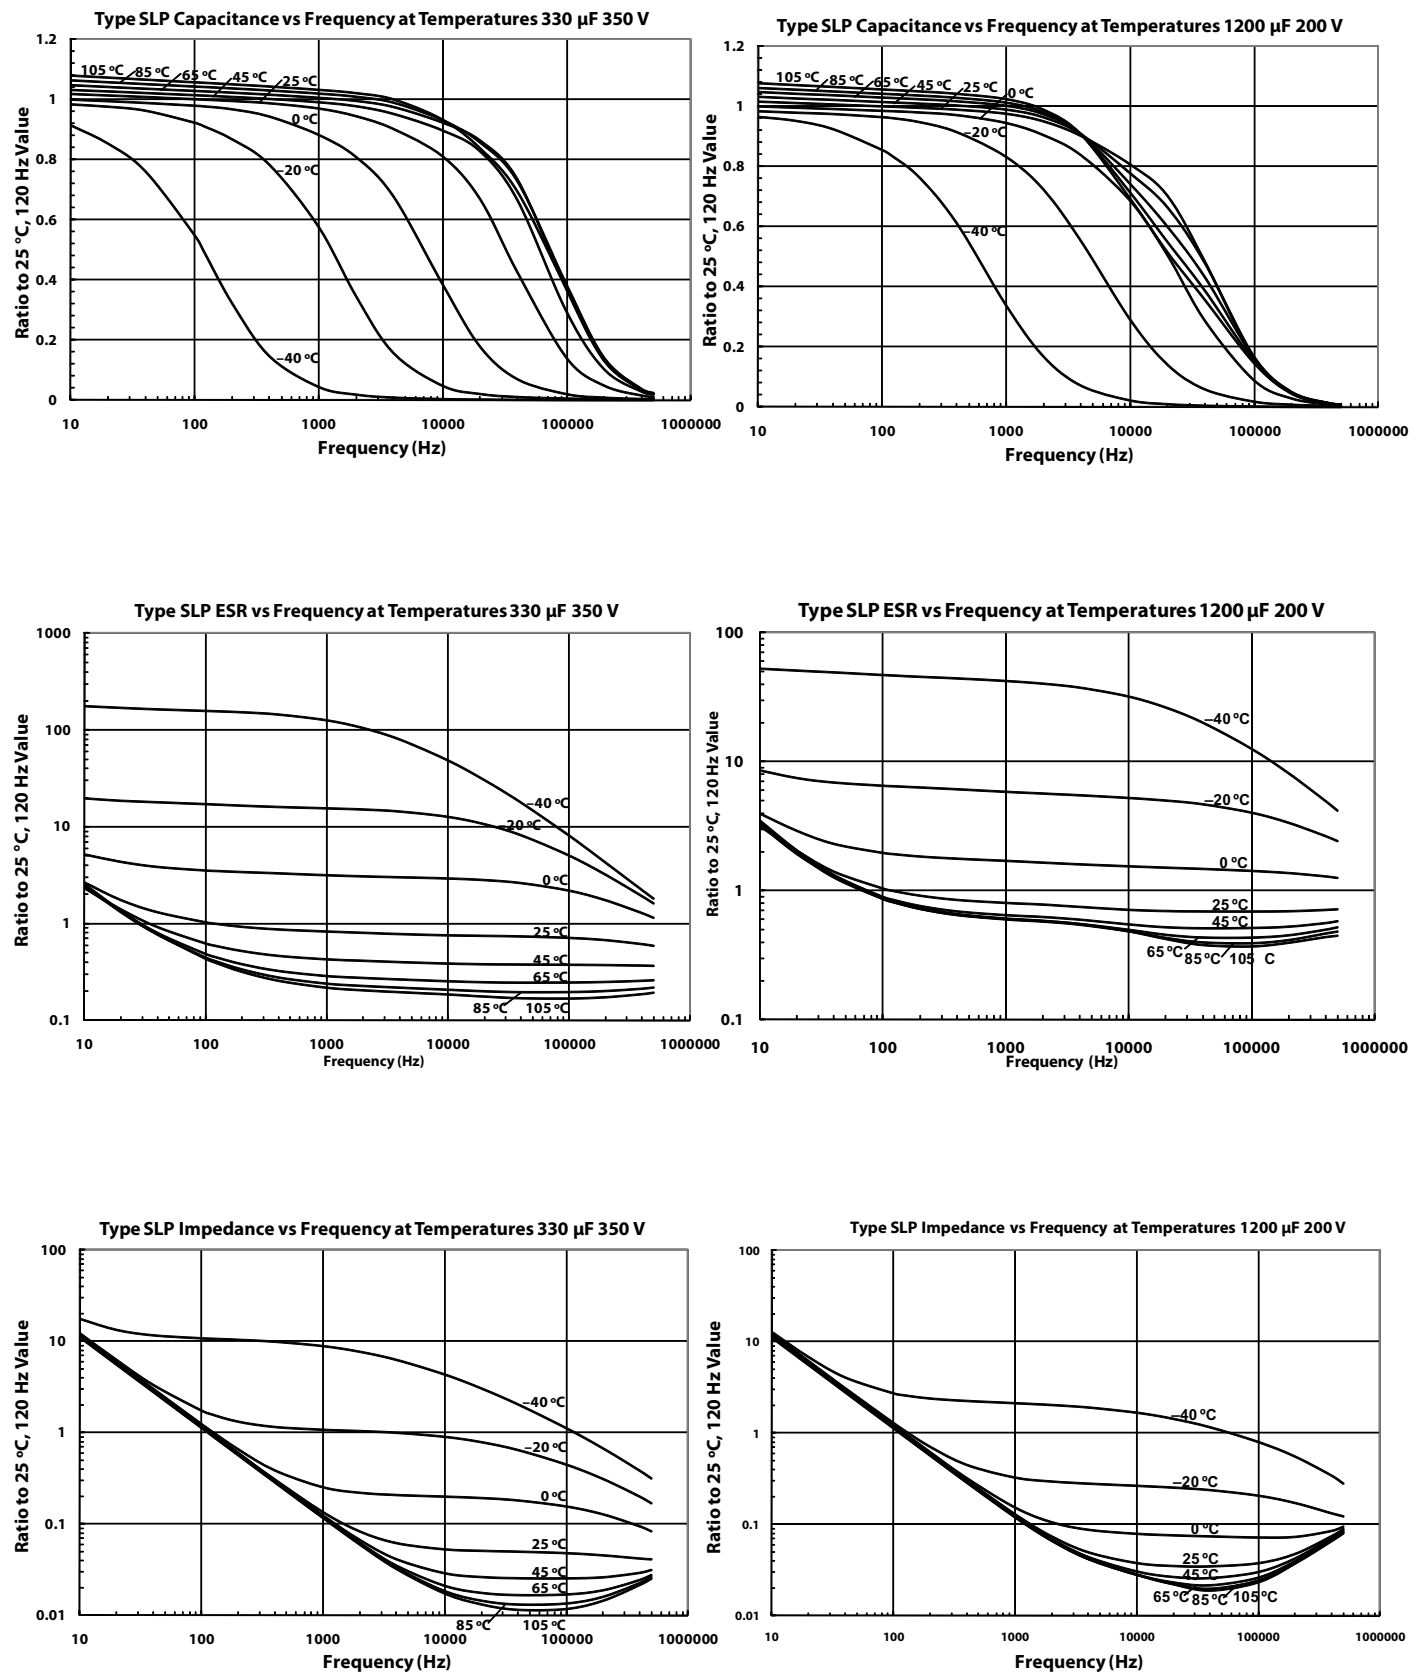 Type SLP Capacitance vs Frequency at Temperatures 330 µF 350 V
1.2
1
0.8
0.6
0.4
0.2
0
Ratio to 25 °C, 120 Hz Value
105 ºC 85 ºC 65 ºC 45 ºC 25 ºC
0 ºC
–20 ºC
–40 ºC
10 100 1000 10000 100000 1000000
Frequency (Hz)
Type SLP Capacitance vs Frequency at Temperatures 1200 µF 200 V
1.2
1
0.8
0.6
0.4
0.2
0
Ratio to 25 ºC, 120 Hz Value
105 ºC 85 ºC 65 ºC 45 ºC 25 ºC 0 ºC
–20 ºC
–40 ºC
10 100 1000 10000 100000 1000000
Frequency (Hz)
Type SLP ESR vs Frequency at Temperatures 330 µF 350 V
1000
100
10
1
0.1
Ratio to 25 °C, 120 Hz Value
–40 ºC
–20 ºC
0 ºC
25 ºC
45 ºC
65 ºC
85 ºC 105 ºC
10 100 1000 10000 100000 1000000
Frequency (Hz)
Type SLP ESR vs Frequency at Temperatures 1200 µF 200 V
100
10
1
0.1
Ratio to 25 ºC, 120 Hz Value
–40 ºC
–20 ºC
0 ºC
25 ºC
45 ºC
65 ºC 85 ºC 105 C
10 100 1000 10000 100000 1000000
Frequency (Hz)
Type SLP Impedance vs Frequency at Temperatures 330 µF 350 V
100
10
1
0.1
0.01
Ratio to 25 ºC, 120 Hz Value
–40 ºC
–20 ºC
0 ºC
25 ºC
45 ºC
65 ºC
85 ºC 105 ºC
10 100 1000 10000 100000 1000000
Frequency (Hz)
Type SLP Impedance vs Frequency at Temperatures 1200 µF 200 V
100
10
1
0.1
0.01
Ratio to 25 ºC, 120 Hz Value
–40 ºC
–20 ºC
0 ºC
25 ºC
45 ºC
65 ºC 85 ºC 105 ºC
10 100 1000 10000 100000 1000000
Frequency (Hz)